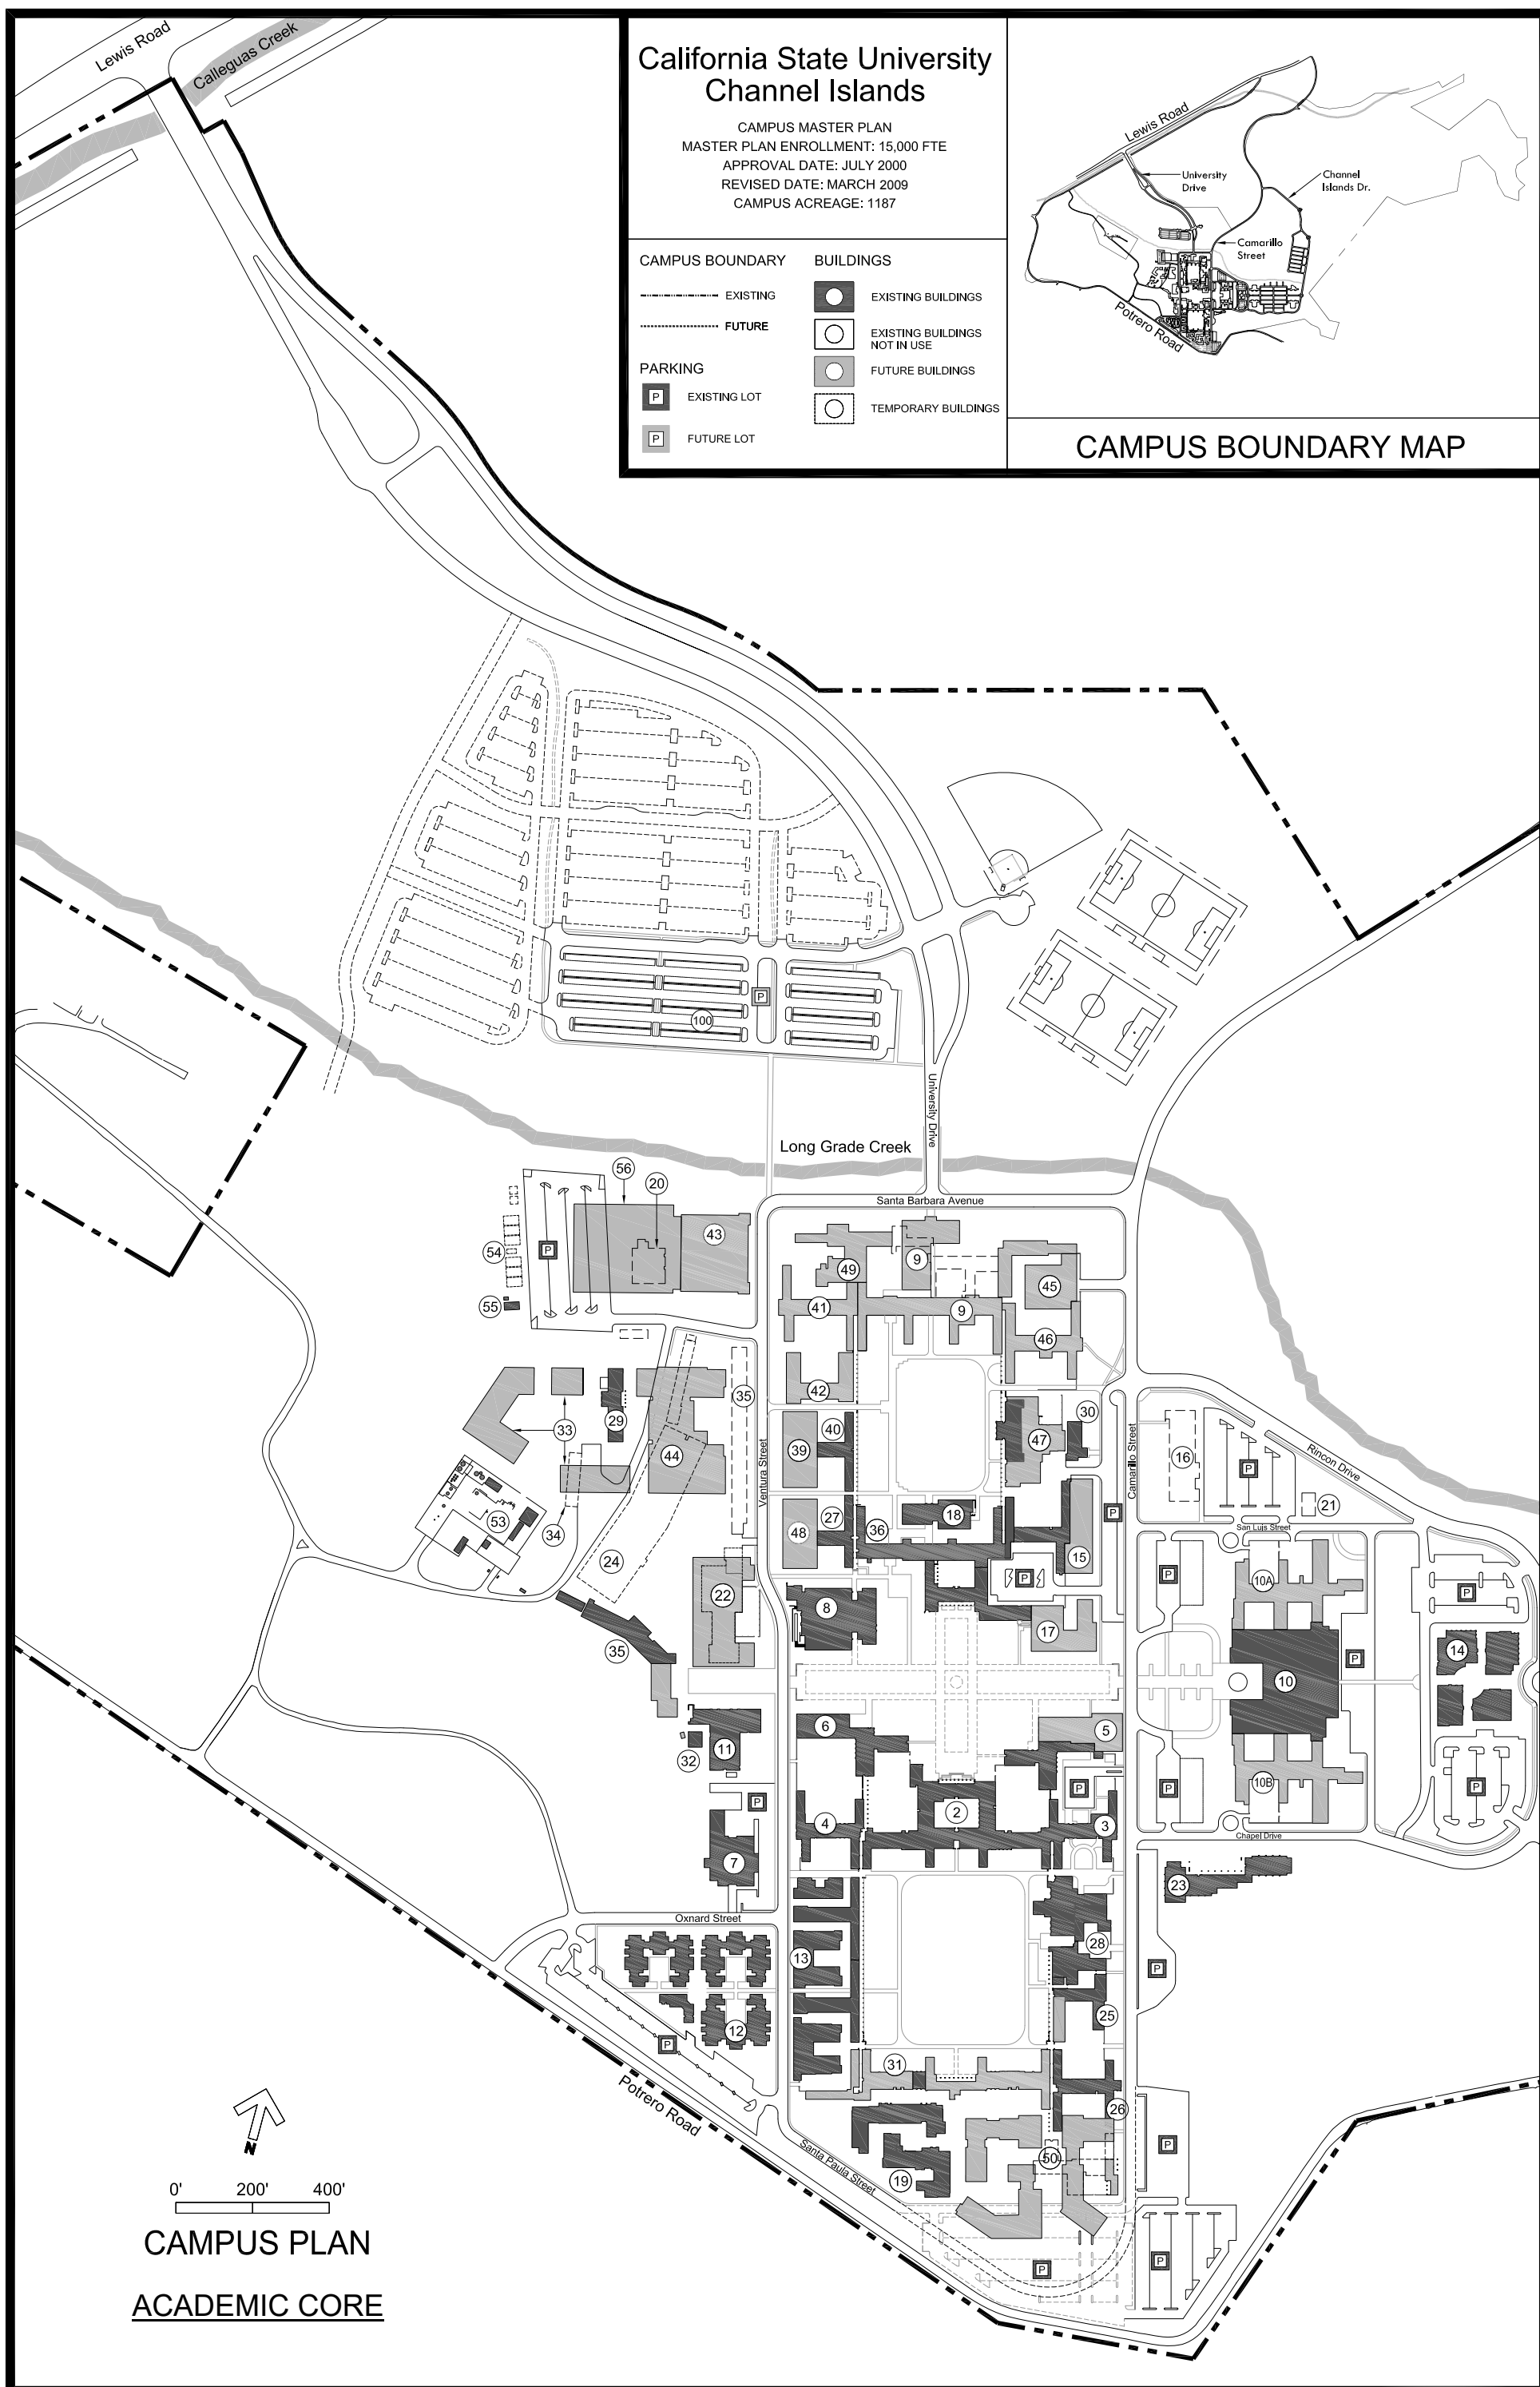 Lewis Road
Calleguas Creek
California State University
Channel Islands
CAMPUS MASTER PLAN
MASTER PLAN ENROLLMENT: 15,000 FTE
APPROVAL DATE: JULY 2000
REVISED DATE: MARCH 2009
CAMPUS ACREAGE: 1187
CAMPUS BOUNDARY
EXISTING
FUTURE
PARKING
P EXISTING LOT
P FUTURE LOT
BUILDINGS
EXISTING BUILDINGS
EXISTING BUILDINGS
NOT IN USE
FUTURE BUILDINGS
TEMPORARY BUILDINGS
Lewis Road
University
Drive
Channel
Islands Dr.
Camarillo
Street
Potrero Road
CAMPUS BOUNDARY MAP
P
100
University Drive
Long Grade Creek
Santa Barbara Avenue
56
20
43
54
P
55
9
49
45
41
9
46
42
35
33
29
40
39
44
47
30
Camarillo Street
16
P
Rincon Drive
21
Ventura Street
53
34
24
48
27
36
18
15
P
San Luis Street
22
8
P
17
P
10A
P
35
14
P
10
6
5
11
32
P
P
P
10B
P
4
2
3
Chapel Drive
7
23
Oxnard Street
13
28
P
25
12
P
31
26
Potrero Road
Santa Paula Street
19
50
P
P
P
N
0' 200' 400'
CAMPUS PLAN
ACADEMIC CORE